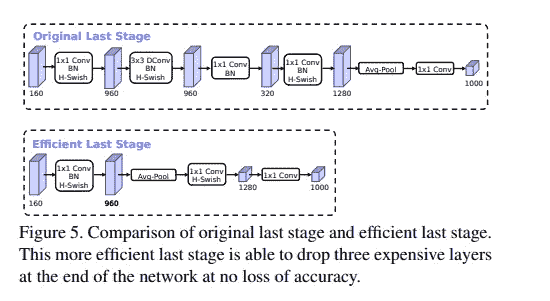 Original Last Stage
1x1 Conv
BN
H-Swish
3x3 DConv
BN
H-Swish
1x1 Conv
BN
1x1 Conv
BN
H-Swish
Avg-Pool
1x1 Conv
160
960
960
320
1280
1000
Efficient Last Stage
1x1 Conv
BN
H-Swish
Avg-Pool
1x1 Conv
H-Swish
1x1 Conv
160
960
1280
1000
Figure 5. Comparison of original last stage and efficient last stage.
This more efficient last stage is able to drop three expensive layers
at the end of the network at no loss of accuracy.